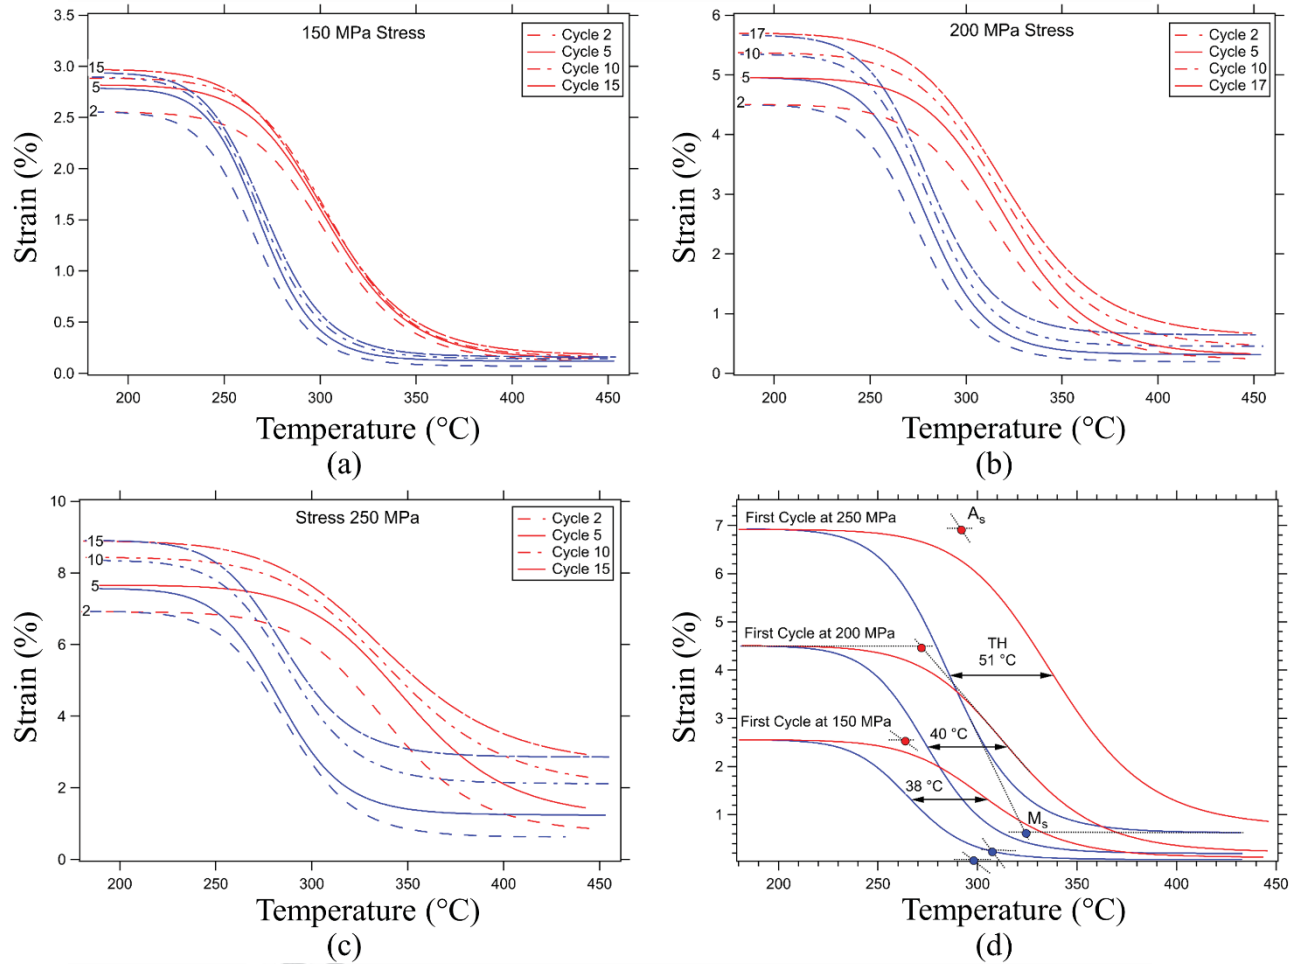 150 MPa Stress
Cycle 2
Cycle 5
Cycle 10
Cycle 15
3.0
2.5
2.0
1.5
1.0
0.5
0.0
15
5
2
Strain (%)
200 250 300 350 400 450
Temperature (°C)
(a)
200 MPa Stress
Cycle 2
Cycle 5
Cycle 10
Cycle 17
6
5
4
3
2
1
0
17
10
5
2
Strain (%)
200 250 300 350 400 450
Temperature (°C)
(b)
Stress 250 MPa
Cycle 2
Cycle 5
Cycle 10
Cycle 15
10
8
6
4
2
0
15
10
5
2
Strain (%)
200 250 300 350 400 450
Temperature (°C)
(c)
First Cycle at 250 MPa
As
TH
51 °C
First Cycle at 200 MPa
40 °C
First Cycle at 150 MPa
38 °C
Ms
7
6
5
4
3
2
1
Strain (%)
200 250 300 350 400 450
Temperature (°C)
(d)